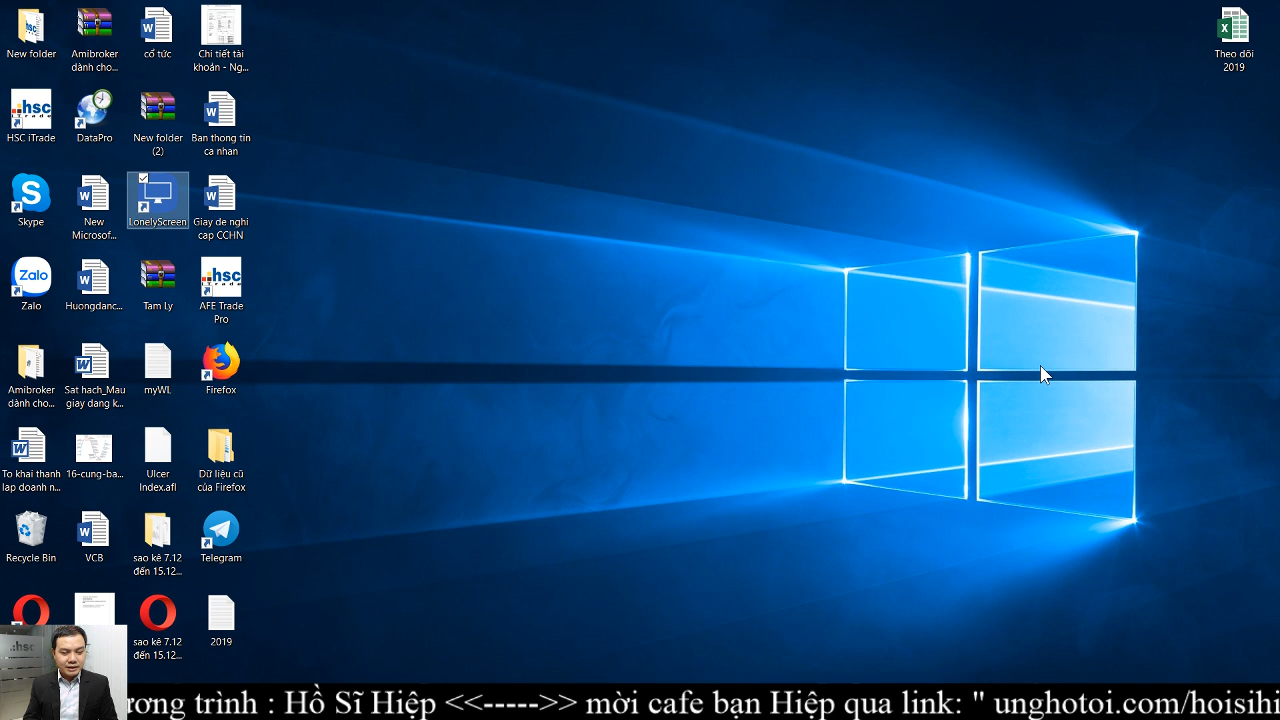 New folder
Amibroker
dành cho...
cổ tức
Chi tiết tài
khoản - Ng...
Theo dõi
2019
HSC iTrade
DataPro
New folder
(2)
Ban thong tin
ca nhan
Skype
New
Microsof...
LonelyScreen
Giay de nghi
cap CCHN
Zalo
Huongdanc...
Tam Ly
AFE Trade
Pro
Amibroker
dành cho...
Sat hach_Mau
giay dang k...
myWL
Firefox
To khai thanh
lap doanh n...
16-cung-ba...
Ulcer
Index.afl
Dữ liệu cũ
của Firefox
Recycle Bin
VCB
sao kê 7.12
đến 15.12...
Telegram
sao kê 7.12
đến 15.12...
2019
.:hsc
ương trình : Hồ Sĩ Hiệp <<----->> mời cafe bạn Hiệp qua link: " unghotoi.com/hoisihi